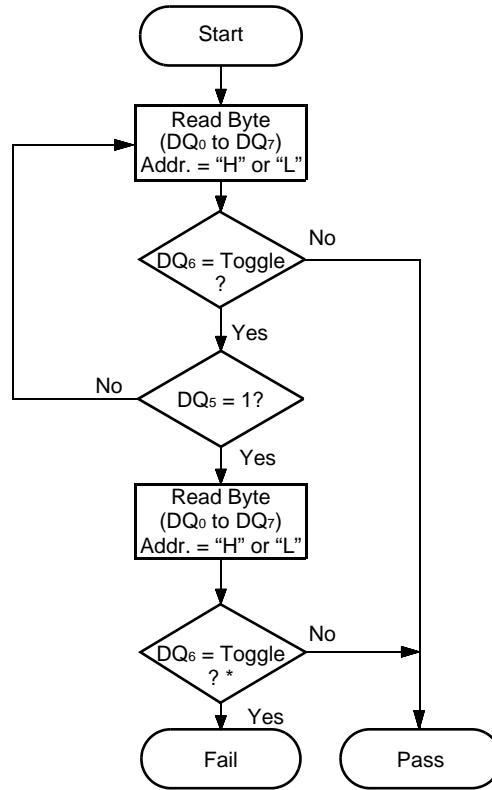 Start
Read Byte
(DQ0 to DQ7)
Addr. = “H” or “L”
No
DQ6 = Toggle
?
Yes
No
DQ5 = 1?
Yes
Read Byte
(DQ0 to DQ7)
Addr. = “H” or “L”
No
DQ6 = Toggle
? *
Yes
Fail
Pass